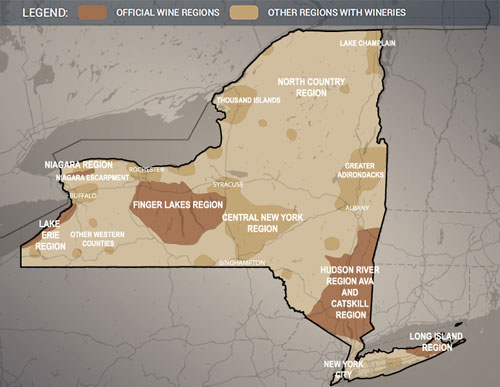 LEGEND: OFFICIAL WINE REGIONS OTHER REGIONS WITH WINERIES
LAKE CHAMPLAIN
NORTH COUNTRY
REGION
THOUSAND ISLANDS
NIAGARA REGION
ROCHESTER
NIAGARA ESCARPMENT
GREATER
ADIRONDACKS
SYRACUSE
BUFFALO
FINGER LAKES REGION
ALBANY
CENTRAL NEW YORK
REGION
LAKE
ERIE
REGION
OTHER WESTERN
COUNTIES
BINGHAMPTON
HUDSON RIVER
REGION AVA
AND
CATSKILL
REGION
LONG ISLAND
REGION
NEW YORK
CITY